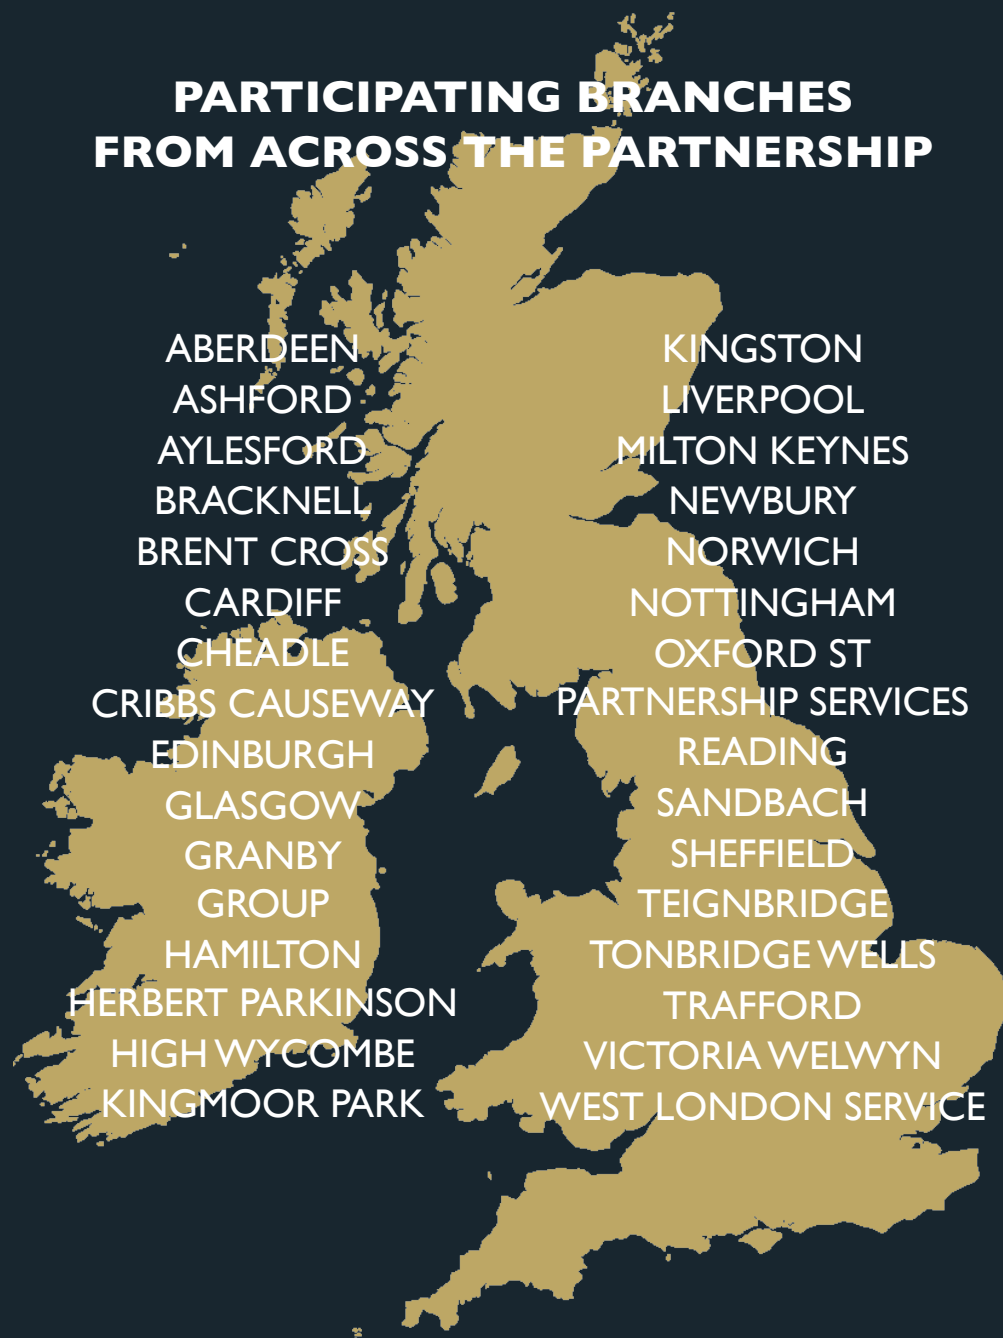 PARTICIPATING BRANCHES
FROM ACROSS THE PARTNERSHIP
ABERDEEN
ASHFORD
AYLESFORD
BRACKNELL
BRENT CROSS
CARDIFF
CHEADLE
CRIBBS CAUSEWAY
EDINBURGH
GLASGOW
GRANBY
GROUP
HAMILTON
HERBERT PARKINSON
HIGH WYCOMBE
KINGMOOR PARK
KINGSTON
LIVERPOOL
MILTON KEYNES
NEWBURY
NORWICH
NOTTINGHAM
OXFORD ST
PARTNERSHIP SERVICES
READING
SANDBACH
SHEFFIELD
TEIGNBRIDGE
TONBRIDGE WELLS
TRAFFORD
VICTORIA WELWYN
WEST LONDON SERVICE